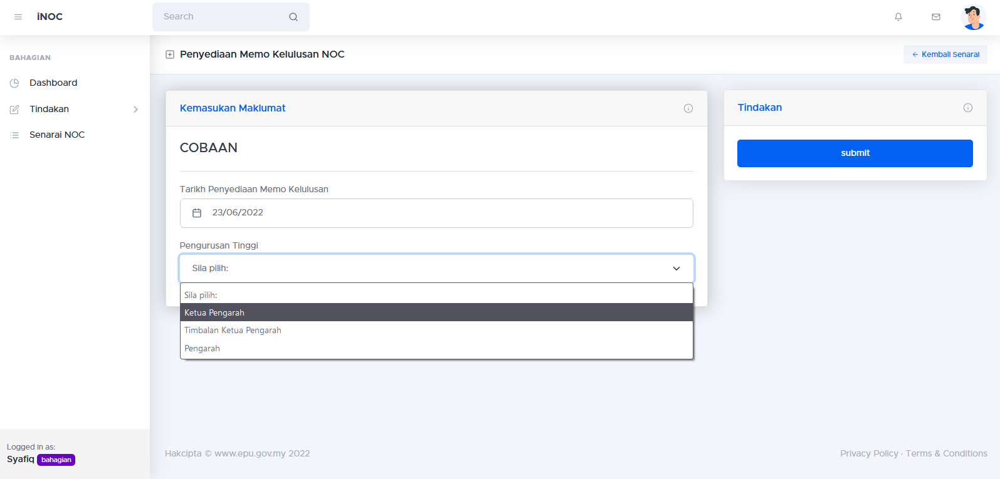 iNOC
Search
BAHAGIAN
Dashboard
Tindakan
Senarai NOC
Logged in as:
Syafiq bahagian
Penyediaan Memo Kelulusan NOC
Kembali Senarai
Kemasukan Maklumat
COBAAN
Tarikh Penyediaan Memo Kelulusan
23/06/2022
Pengurusan Tinggi
Sila pilih:
Sila pilih:
Ketua Pengarah
Timbalan Ketua Pengarah
Pengarah
Tindakan
submit
Hakcipta © www.epu.gov.my 2022
Privacy Policy · Terms & Conditions